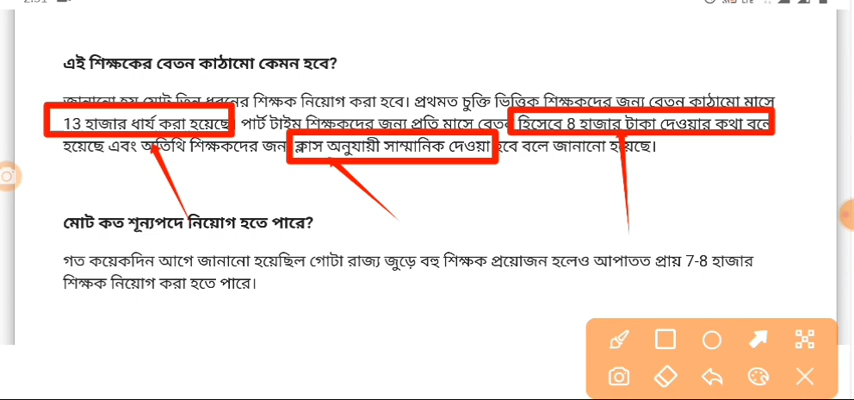 এই শিক্ষকের বেতন কাঠামো কেমন হবে?
জানানো হয় মোট তিন ধরনের শিক্ষক নিয়োগ করা হবে। প্রথমত চুক্তি ভিত্তিক শিক্ষকদের জন্য বেতন কাঠামো মাসে
13 হাজার ধার্য করা হয়েছে। পার্ট টাইম শিক্ষকদের জন্য প্রতি মাসে বেতন হিসেবে 8 হাজার টাকা দেওয়ার কথা বলে
হয়েছে এবং অতিথি শিক্ষকদের জন্য ক্লাস অনুযায়ী সাম্মানিক দেওয়া হবে বলে জানানো হয়েছে।
মোট কত শূন্যপদে নিয়োগ হতে পারে?
গত কয়েকদিন আগে জানানো হয়েছিল গোটা রাজ্য জুড়ে বহু শিক্ষক প্রয়োজন হলেও আপাতত প্রায় 7-8 হাজার
শিক্ষক নিয়োগ করা হতে পারে।